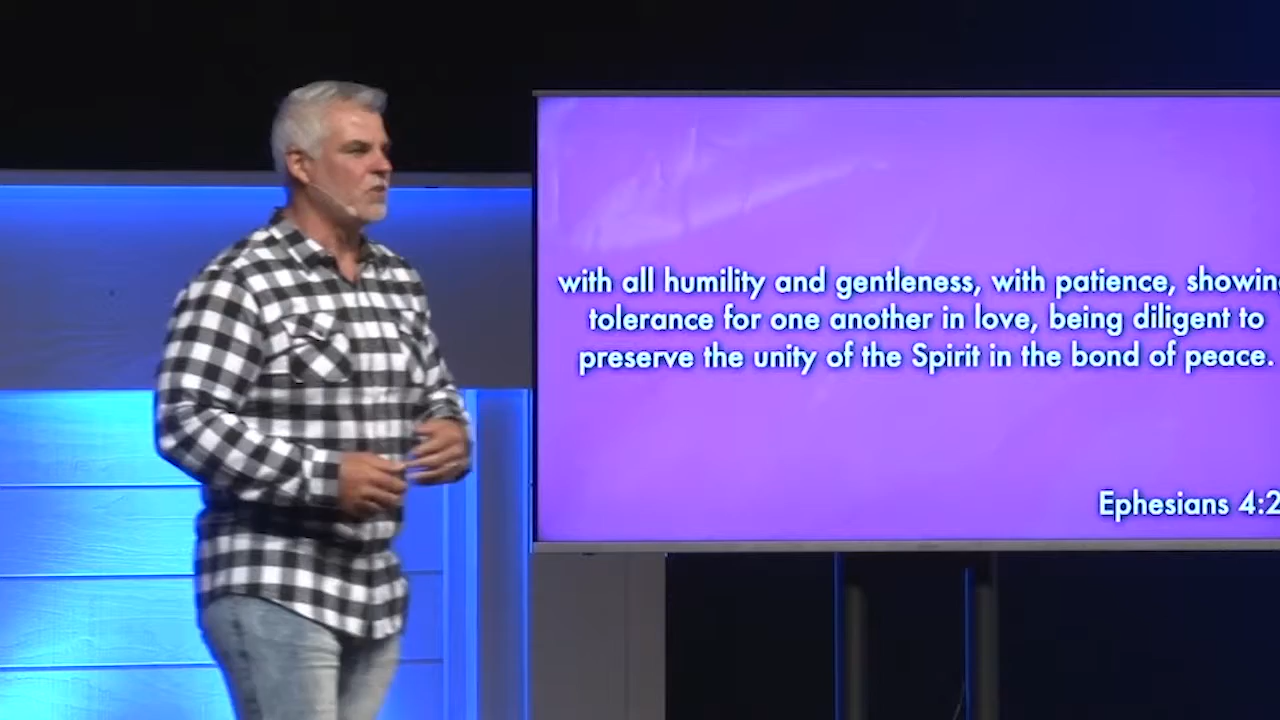 with all humility and gentleness, with patience, showing
tolerance for one another in love, being diligent to
preserve the unity of the Spirit in the bond of peace.
Ephesians 4:2